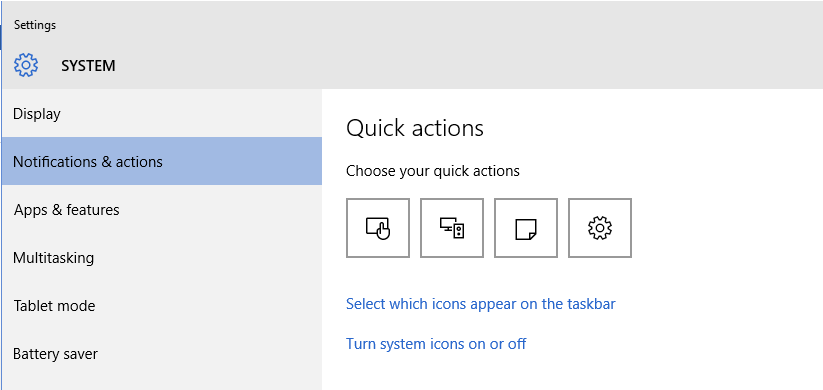 Settings
SYSTEM
Display
Notifications & actions
Apps & features
Multitasking
Tablet mode
Battery saver
Quick actions
Choose your quick actions
Select which icons appear on the taskbar
Turn system icons on or off